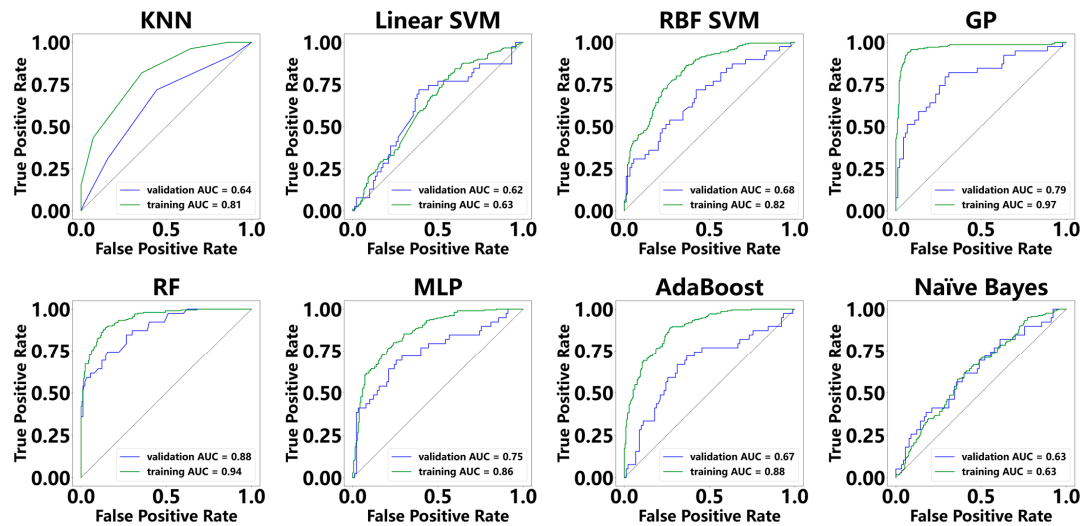 KNN
True Positive Rate
1.00
0.75
0.50
0.25
0.00
validation AUC = 0.64
training AUC = 0.81
0.0 0.5 1.0
False Positive Rate
Linear SVM
True Positive Rate
1.00
0.75
0.50
0.25
0.00
validation AUC = 0.62
training AUC = 0.63
0.0 0.5 1.0
False Positive Rate
RBF SVM
True Positive Rate
1.00
0.75
0.50
0.25
0.00
validation AUC = 0.68
training AUC = 0.82
0.0 0.5 1.0
False Positive Rate
GP
True Positive Rate
1.00
0.75
0.50
0.25
0.00
validation AUC = 0.79
training AUC = 0.97
0.0 0.5 1.0
False Positive Rate
RF
True Positive Rate
1.00
0.75
0.50
0.25
0.00
validation AUC = 0.88
training AUC = 0.94
0.0 0.5 1.0
False Positive Rate
MLP
True Positive Rate
1.00
0.75
0.50
0.25
0.00
validation AUC = 0.75
training AUC = 0.86
0.0 0.5 1.0
False Positive Rate
AdaBoost
True Positive Rate
1.00
0.75
0.50
0.25
0.00
validation AUC = 0.67
training AUC = 0.88
0.0 0.5 1.0
False Positive Rate
Naïve Bayes
True Positive Rate
1.00
0.75
0.50
0.25
0.00
validation AUC = 0.63
training AUC = 0.63
0.0 0.5 1.0
False Positive Rate